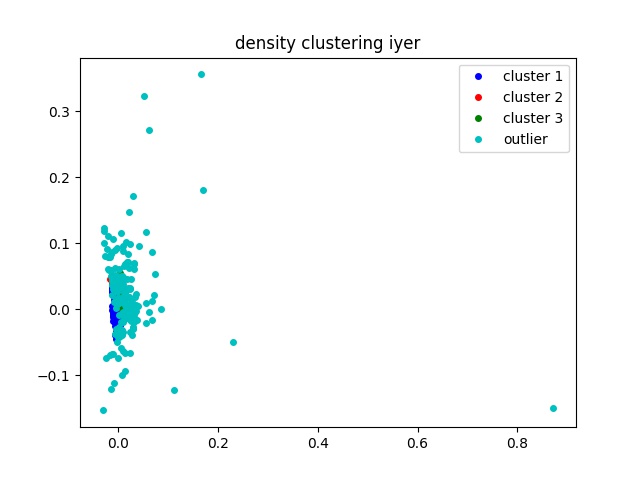 density clustering iyer
cluster 1
cluster 2
cluster 3
outlier
0.3
0.2
0.1
0.0
−0.1
0.0 0.2 0.4 0.6 0.8